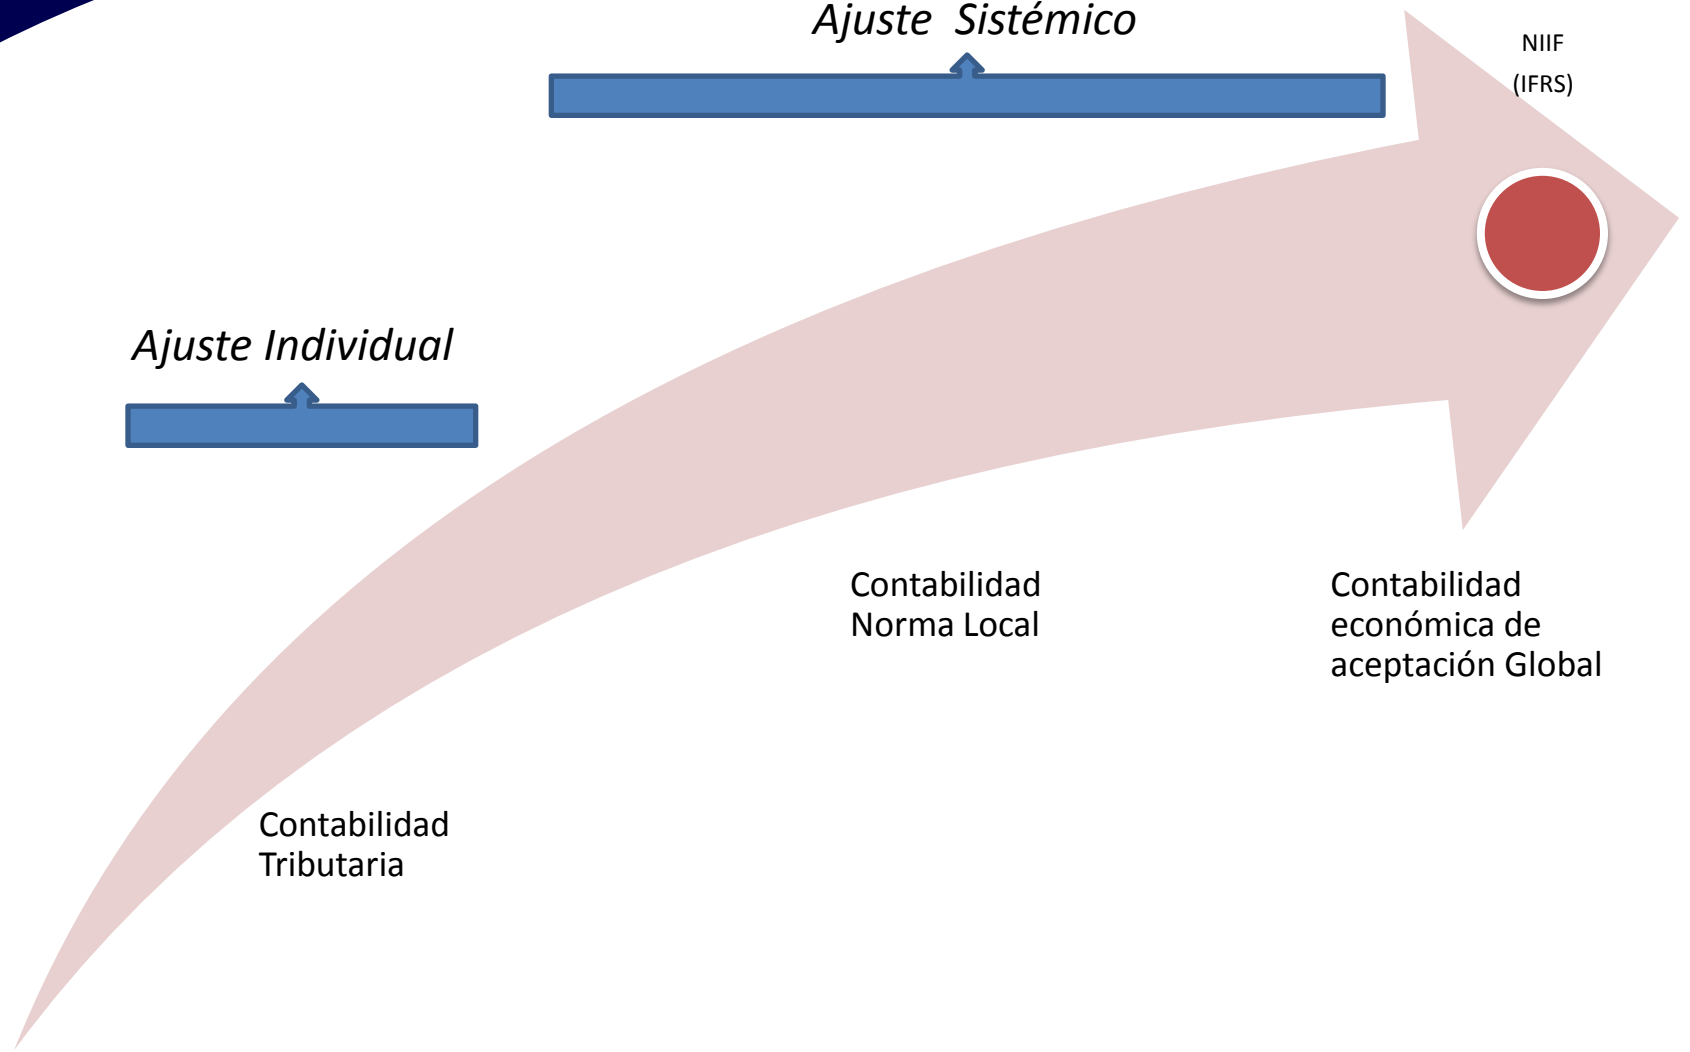 Ajuste Sistémico
NIIF
(IFRS)
Ajuste Individual
Contabilidad
Norma Local
Contabilidad
económica de
aceptación Global
Contabilidad
Tributaria